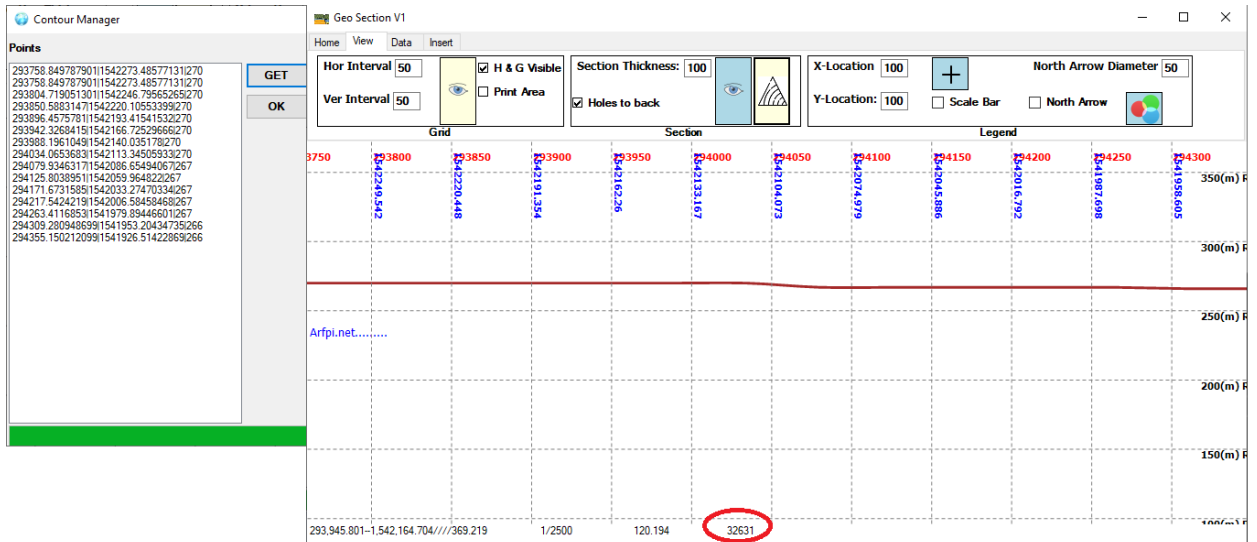 Contour Manager
Points
293758.849787901|1542273.48577131|270
293758.849787901|1542273.48577131|270
293804.719051301|1542246.79565265|270
293850.5883147|1542220.10553399|270
293896.4575781|1542193.41541532|270
293942.3268415|1542166.72529666|270
293988.1961049|1542140.035178|270
294034.0653683|1542113.34505933|270
294079.9346317|1542086.65494067|267
294125.8038951|1542059.964822|267
294171.6731585|1542033.27470334|267
294217.5424219|1542006.58458468|267
294263.4116853|1541979.89446601|267
294309.280948699|1541953.20434735|266
294355.150212099|1541926.51422869|266
GET
OK
Geo Section V1
Home View Data Insert
Hor Interval 50
H & G Visible
Ver Interval 50
Print Area
Grid
Section Thickness: 100
Holes to back
Section
X-Location 100
North Arrow Diameter 50
Y-Location: 100
Scale Bar
North Arrow
Legend
3750 293800 293850 293900 293950 294000 294050 294100 294150 294200 294250 294300
1542249.542 1542220.448 1542191.354 1542162.26 1542133.167 1542104.073 1542074.979 1542045.886 1542016.792 1541987.698 1541958.605
350(m) R
300(m) R
250(m) R
Arfpi.net.........
200(m) R
150(m) R
100(m) R
293,945.801--1,542,164.704////369.219 1/2500 120.194 32631